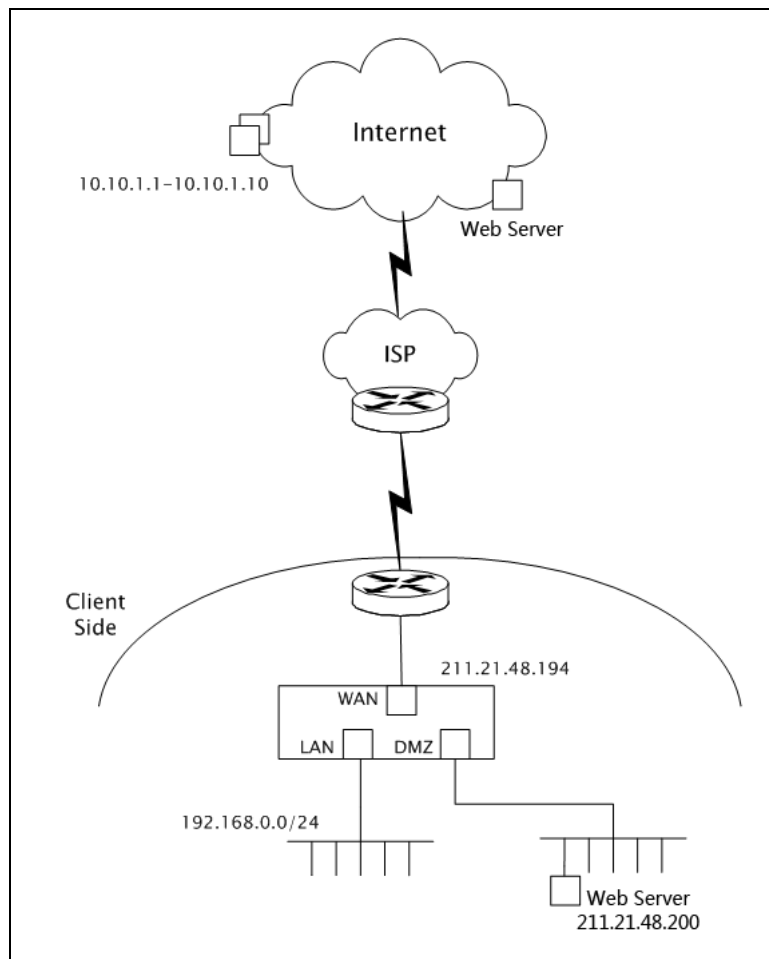 Internet
10.10.1.1-10.10.1.10
Web Server
ISP
Client
Side
211.21.48.194
WAN
LAN
DMZ
192.168.0.0/24
Web Server
211.21.48.200